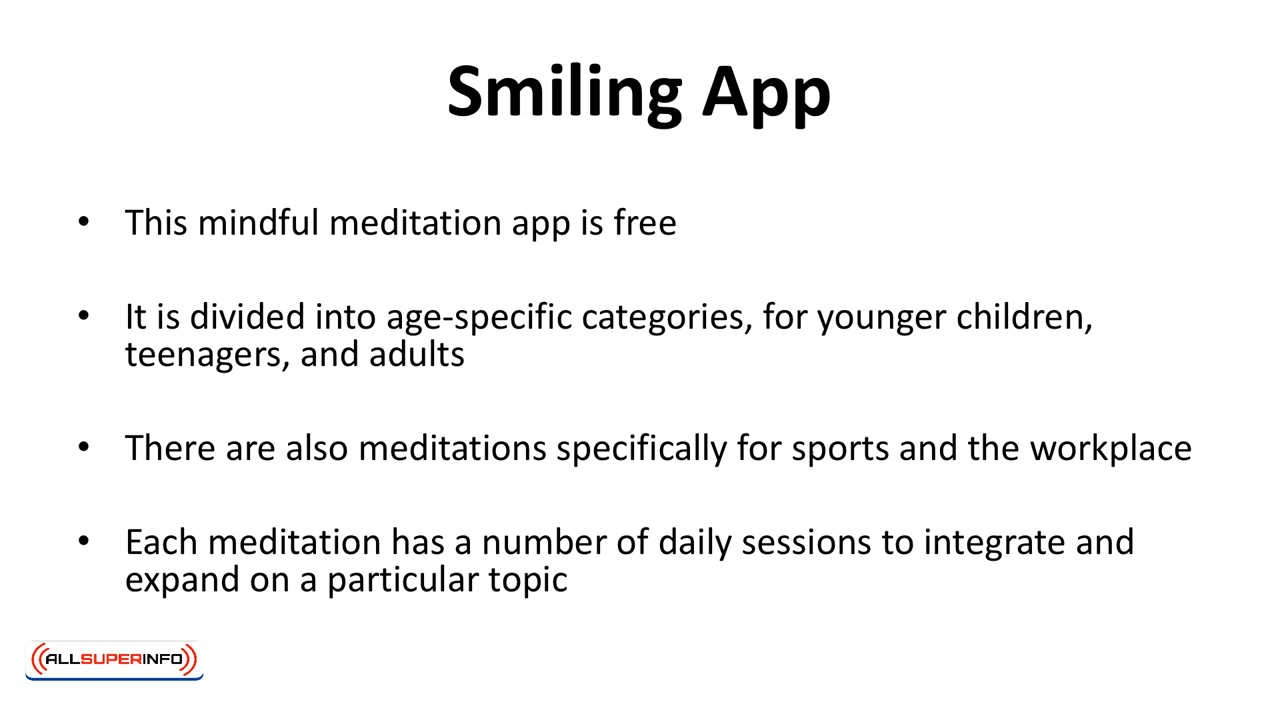 Smiling App
• This mindful meditation app is free
• It is divided into age-specific categories, for younger children,
teenagers, and adults
• There are also meditations specifically for sports and the workplace
• Each meditation has a number of daily sessions to integrate and
expand on a particular topic
ALLSUPERINFO